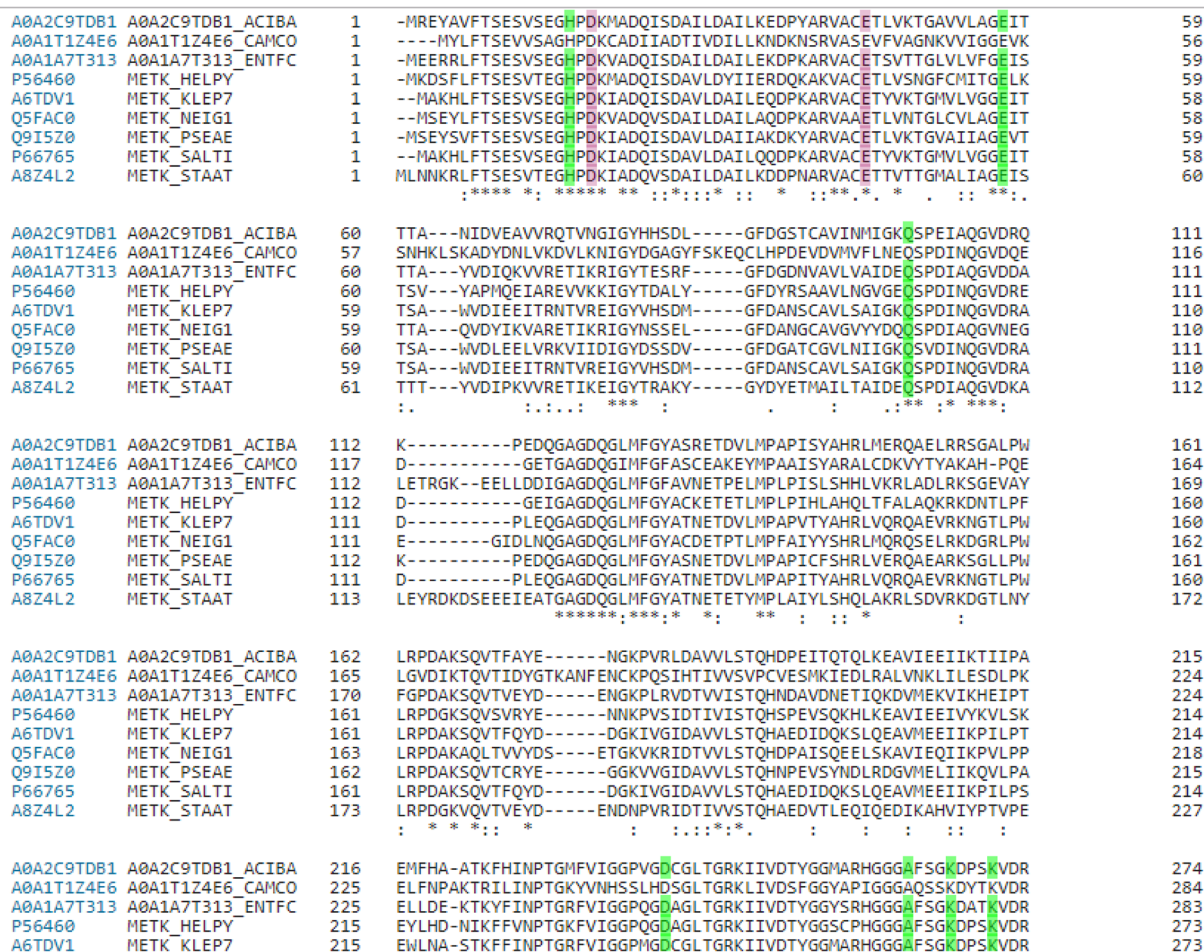 A0A2C9TDB1 A0A2C9TDB1_ACIBA 1 -MREYAVFTSESVSEGHPDKMADQISDAILDAILKEDPYARVACETLVKTGAVVLAGEIT 59
A0A1T1Z4E6 A0A1T1Z4E6_CAMCO 1 ----MYLFTSEVVSAGHPDKCADIIADTIVDILLKNDKNSRVASEVFVAGNKVVIGGEVK 56
A0A1A7T313 A0A1A7T313_ENTFC 1 -MEERRLFTSESVSEGHPDKIADQISDAILDAILEKDPMARVACETSVTTGLVLVFGEIS 59
P56460 METK_HELPY 1 -MKDSFLFTSESVTEGHPDKMADQISDAVLDYIIERDQKAKVACETLVSNGFCMITGELK 59
A6TDV1 METK_KLEP7 1 --MAKHLFTSESVSEGHPDKIADQISDAVLDAILEQDPKARVACETYVKTGMVLVGGEIT 58
Q5FAC0 METK_NEIG1 1 --MSEYLFTSESVSEGHPDKVADQVSDAILDAILAQDPKARVAAETLVNTGLCVLAGEIT 58
Q9I5Z0 METK_PSEAE 1 -MSEYSVFTSESVSEGHPDKIADQISDAVLDAIIAKDKYARVACETLVKTGVAIIAGEVT 59
P66765 METK_SALTI 1 --MAKHLFTSESVSEGHPDKIADQISDAVLDAILQQDPKARVACETYVKTGMVLVGGEIT 58
A8Z4L2 METK_STAAT 1 MLNNKRLFTSESVTEGHPDKIADQVSDAILDAILKDDPNARVACETTVTTGMALIAGEIS 60
:**** *: ***** ** ::*:::* :: * ::**.*. * . :: **:.
A0A2C9TDB1 A0A2C9TDB1_ACIBA 60 TTA---NIDVEAVVRQTVNGIGYHHSDL-----GFDGSTCAVINMIGKQSPEIAQGVDRQ 111
A0A1T1Z4E6 A0A1T1Z4E6_CAMCO 57 SNHKLSKADYDNLVKDVLKNIGYDGAGYFSKEQCLHPDEVDVMVFLNEQSPDINQGVDQE 116
A0A1A7T313 A0A1A7T313_ENTFC 60 TTA---YVDIQKVVRETIKRIGYTESRF-----GFDGDNVAVLVAIDEQSPDIAQGVDDA 111
P56460 METK_HELPY 60 TSV---YAPMQEIAREVVKKIGYTDALY-----GFDYRSAAVLNGVGEQSPDINQGVDRE 111
A6TDV1 METK_KLEP7 59 TSA---WVDIEEITRNTVREIGYVHSDM-----GFDANSCAVLSAIGKQSPDINQGVDRA 110
Q5FAC0 METK_NEIG1 59 TTA---QVDYIKVARETIKRIGYNSSEL-----GFDANGCAVGVYYDQQSPDIAQGVNEG 110
Q9I5Z0 METK_PSEAE 60 TSA---WVDLEELVRKVIIDIGYDSSDV-----GFDGATCGVLNIIGKQSVDINQGVDRA 111
P66765 METK_SALTI 59 TSA---WVDIEEITRNTVREIGYVHSDM-----GFDANSCAVLSAIGKQSPDINQGVDRA 110
A8Z4L2 METK_STAAT 61 TTT---YVDIPKVVRETIKEIGYTRAKY-----GYDYETMAILTAIDEQSPDIAQGVDKA 112
:. :.:..: *** : . : .:** :* ***:
A0A2C9TDB1 A0A2C9TDB1_ACIBA 112 K----------PEDQGAGDQGLMFGYASRETDVLMPAPISYAHRLMERQAELRRSGALPW 161
A0A1T1Z4E6 A0A1T1Z4E6_CAMCO 117 D----------GETGAGDQGIMFGFASCEAKEYMPAAISYARALCDKVYTYAKAH-PQE 164
A0A1A7T313 A0A1A7T313_ENTFC 112 LETRGK--EELLDDIGAGDQGLMFGFAVNETPELMPLPISLSHHLVKRLADLRKSGEVAY 169
P56460 METK_HELPY 112 D-----------GEIGAGDQGLMFGYACKETETLMPLPIHLAHQLTFALAQKRKDNTLPF 160
A6TDV1 METK_KLEP7 111 D----------PLEQGAGDQGLMFGYATNETDVLMPAPVTYAHRLVQRQAEVRKNGTLPW 160
Q5FAC0 METK_NEIG1 111 E--------GIDLNQGAGDQGLMFGYACDETPTLMPFAIYYSHRLMQRQSELRKDGRLPW 162
Q9I5Z0 METK_PSEAE 112 K----------PEDQGAGDQGLMFGYASNETDVLMPAPICFSHRLVERQAEARKSGLLPW 161
P66765 METK_SALTI 111 D----------PLEQGAGDQGLMFGYATNETDVLMPAPITYAHRLVQRQAEVRKNGTLPW 160
A8Z4L2 METK_STAAT 113 LEYRDKDSEEEIEATGAGDQGLMFGYATNETETYMPLAIYLSHQLAKRLSDVRKDGTLNY 172
******:***:* *: ** : :: * :
A0A2C9TDB1 A0A2C9TDB1_ACIBA 162 LRPDAKSQVTFAYE------NGKPVRLDAVVLSTQHDPEITQTQLKEAVIEEIIKTIIPA 215
A0A1T1Z4E6 A0A1T1Z4E6_CAMCO 165 LGVDIKTQVTIDYGTKANFENCKPQSIHTIVVSVPCVESMKIEDLRALVNKLILESDLPK 224
A0A1A7T313 A0A1A7T313_ENTFC 170 FGPDAKSQVTVEYD------ENGKPLRVDTVVISTQHNDAVDNETIQKDVMEKVIKHEIPT 224
P56460 METK_HELPY 161 LRPDGKSQVSVRYE------NNKPVSIDTIVISTQHSPEVSQKHLKEAVIEEIVYKVLSK 214
A6TDV1 METK_KLEP7 161 LRPDAKSQVTFQYD------DGKIVGIDAVVLSTQHAEDIDQKSLQEAVMEEIIKPILPT 214
Q5FAC0 METK_NEIG1 163 LRPDAKAQLTVVYDS----ETGKVKRIDTVVLSTQHDPAISQEELSKAVIEQIIKPVLPP 218
Q9I5Z0 METK_PSEAE 162 LRPDAKSQVTCRYE------GGKVVGIDAVVLSTQHNPEVSYNDLRDGVMELIIKQVLPA 215
P66765 METK_SALTI 161 LRPDAKSQVTFQYD------DGKIVGIDAVVLSTQHAEDIDQKSLQEAVMEEIIKPILPS 214
A8Z4L2 METK_STAAT 173 LRPDGKVQVTVEYD------ENDNPVRIDTIVVSTQHAEDVTLEQIQEDIKAHVIYPTVPE 227
: * * *:: * : :.::*:*. : : :: :
A0A2C9TDB1 A0A2C9TDB1_ACIBA 216 EMFHA-ATKFHINPTGMFVIGGPVGDCGLTGRKIIVDTYGGMARHGGGAFSGKDPSKVDR 274
A0A1T1Z4E6 A0A1T1Z4E6_CAMCO 225 ELFNPAKTRILINPTGKYVNHSSLHDSGLTGRKLIVDSFGGYAPIGGGAQSSKDYTKVDR 284
A0A1A7T313 A0A1A7T313_ENTFC 225 ELLDE-KTKYFINPTGRFVIGGPQGDAGLTGRKIIVDTYGGYSRHGGGAFSGKDATKVDR 283
P56460 METK_HELPY 215 EYLHD-NIKFFVNPTGKFVIGGPQGDAGLTGRKIIVDTYGGSCPHGGGAFSGKDPSKVDR 273
A6TDV1 METK_KLEP7 215 EWLNA-STKFFINPTGRFVIGGPMGDCGLTGRKIIVDTYGGMARHGGGAFSGKDPSKVDR 273